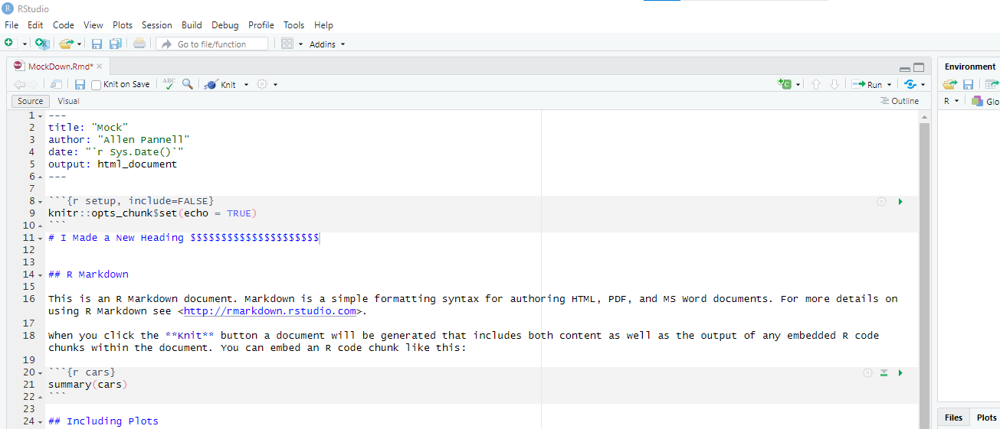 RStudio
File Edit Code View Plots Session Build Debug Profile Tools Help
Go to file/function Addins
MockDown.Rmd* Environment
Knit on Save ABC Knit Run
Source Visual Outline R Glo
1 ---
2 title: "Mock"
3 author: "Allen Pannell"
4 date: "`r Sys.Date()`"
5 output: html_document
6 ---
7
8 ```{r setup, include=FALSE}
9 knitr::opts_chunk$set(echo = TRUE)
10 ```
11 # I Made a New Heading $$$$$$$$$$$$$$$$$$$$$
12
13
14 ## R Markdown
15
16 This is an R Markdown document. Markdown is a simple formatting syntax for authoring HTML, PDF, and MS Word documents. For more details on
using R Markdown see <http://rmarkdown.rstudio.com>.
17
18 When you click the **Knit** button a document will be generated that includes both content as well as the output of any embedded R code
chunks within the document. You can embed an R code chunk like this:
19
20 ```{r cars}
21 summary(cars)
22 ```
23
24 ## Including Plots
Files Plots